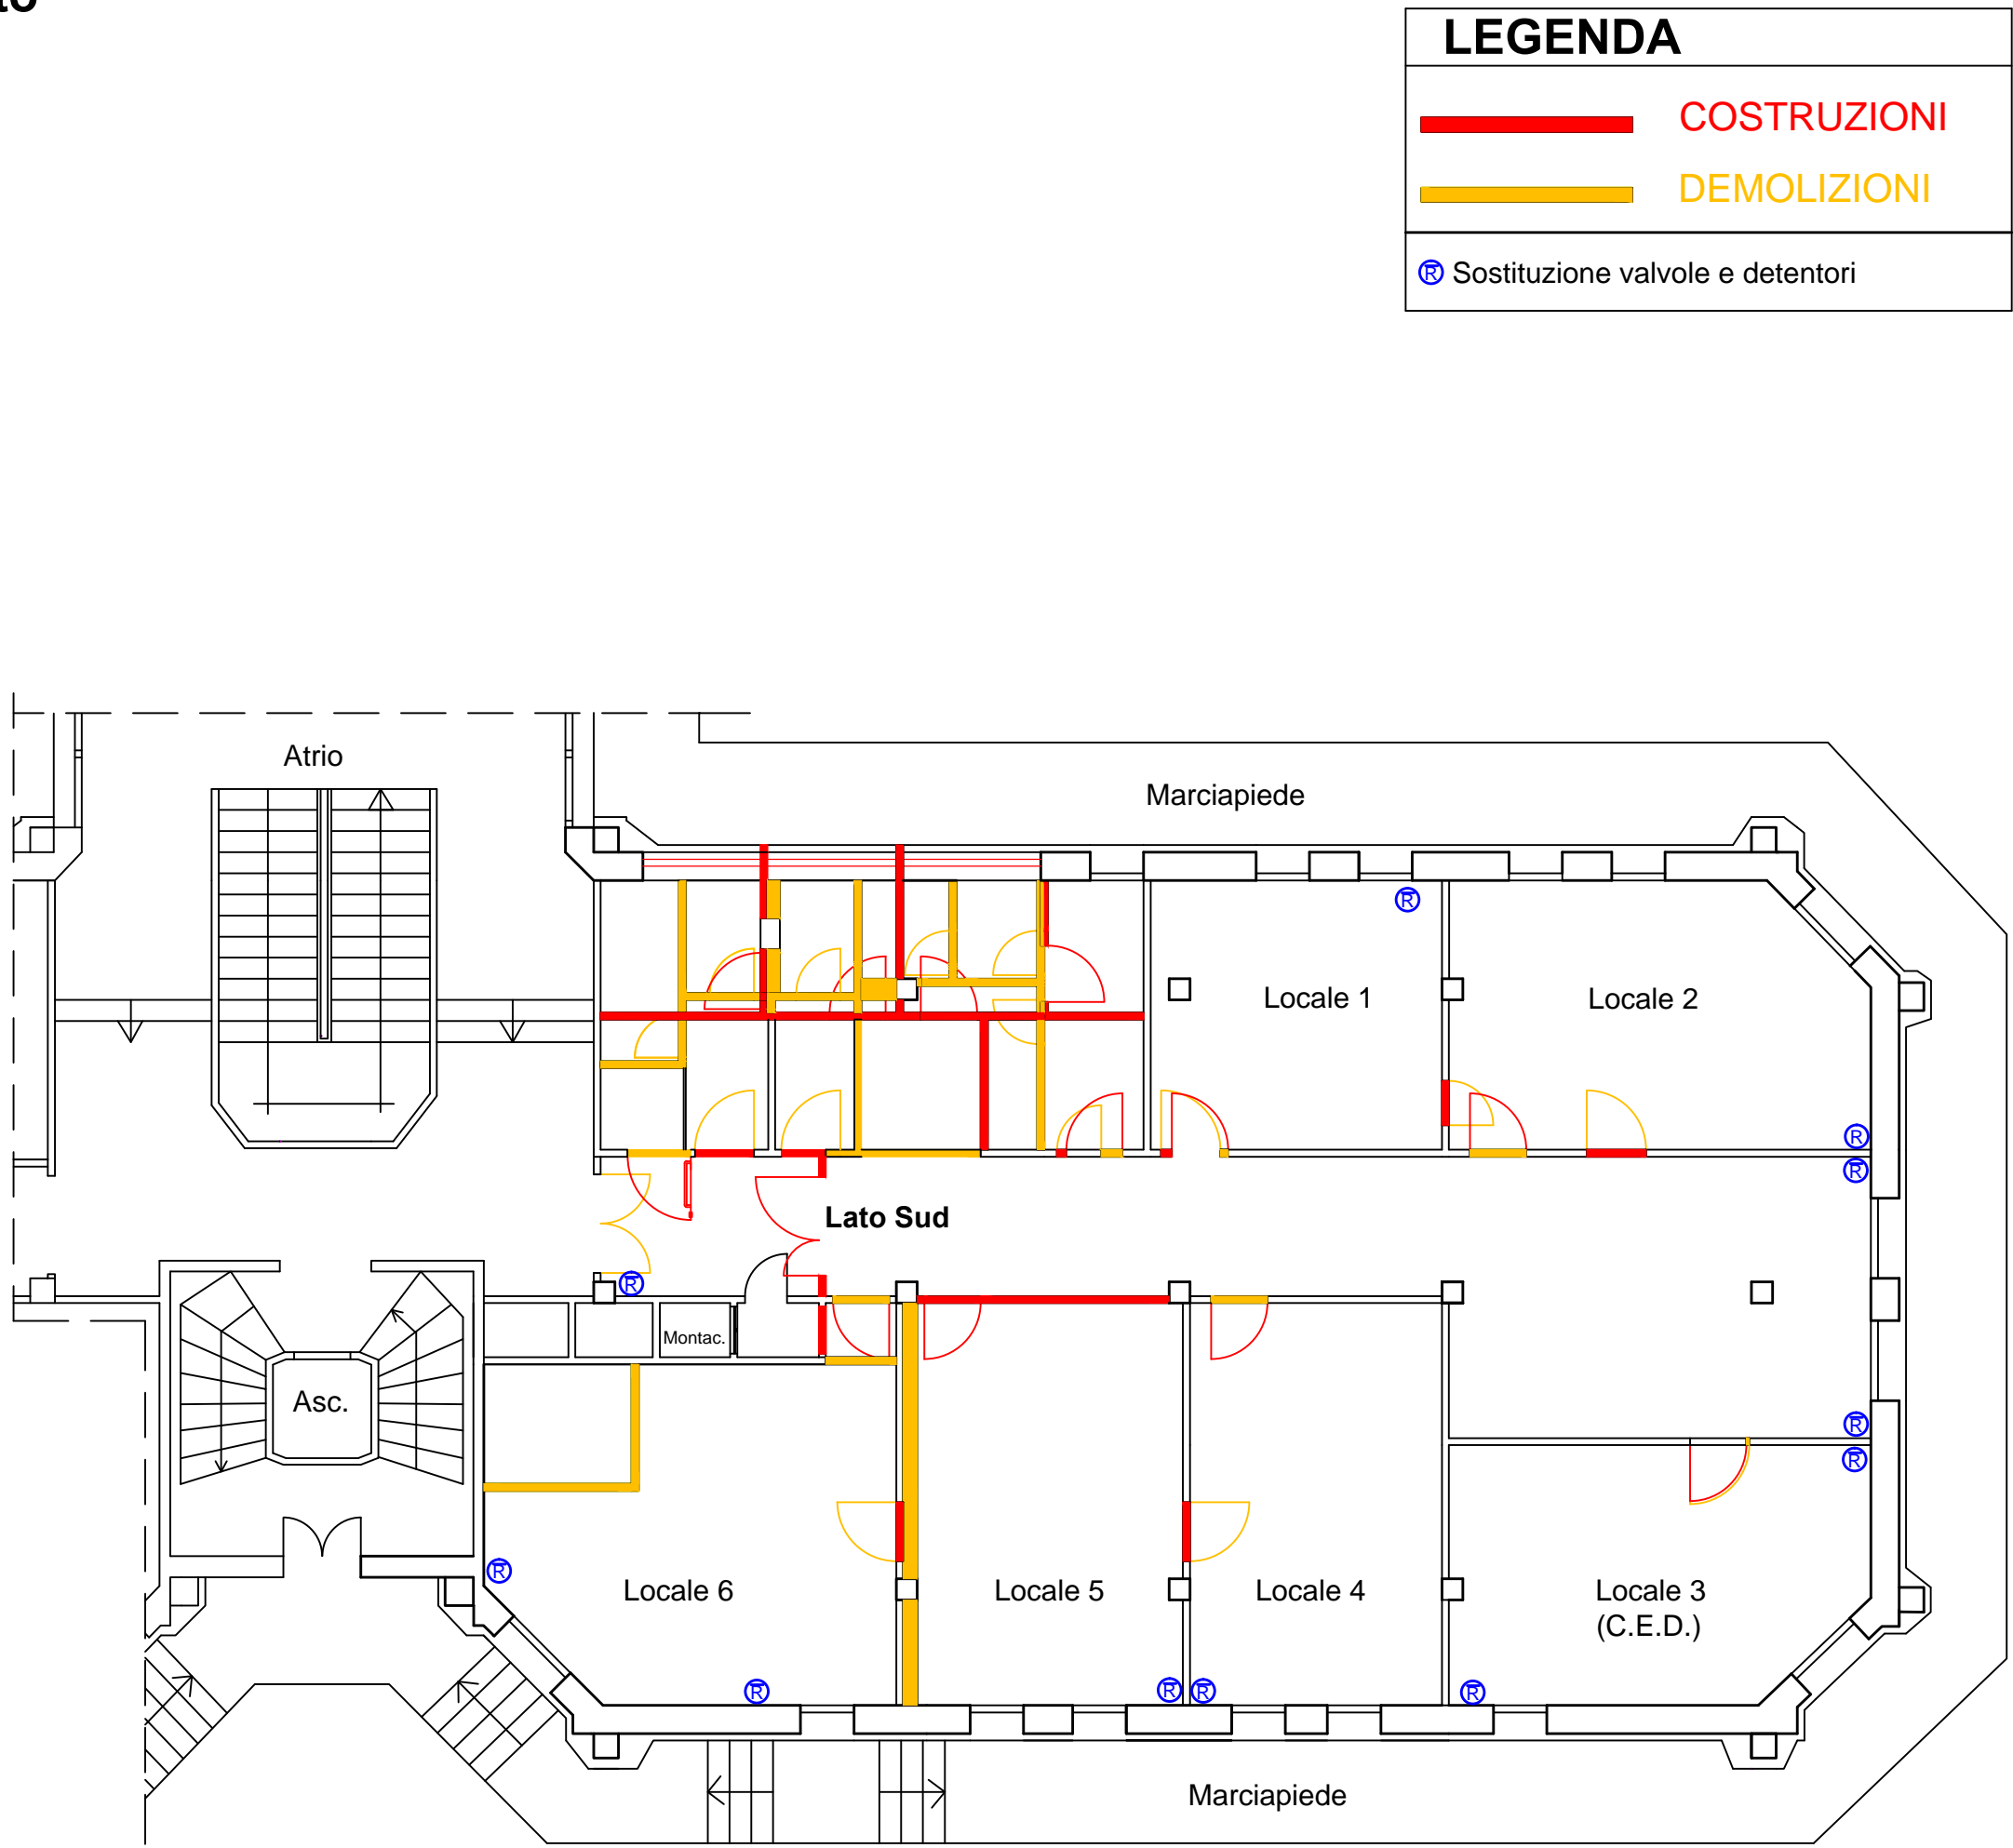 LEGENDA
COSTRUZIONI
DEMOLIZIONI
® Sostituzione valvole e detentori
Atrio
Marciapiede
®
Locale 1
Locale 2
®
®
Lato Sud
®
Montac.
Asc.
®
®
®
Locale 6
Locale 5
Locale 4
Locale 3
(C.E.D.)
®
®
®
®
Marciapiede